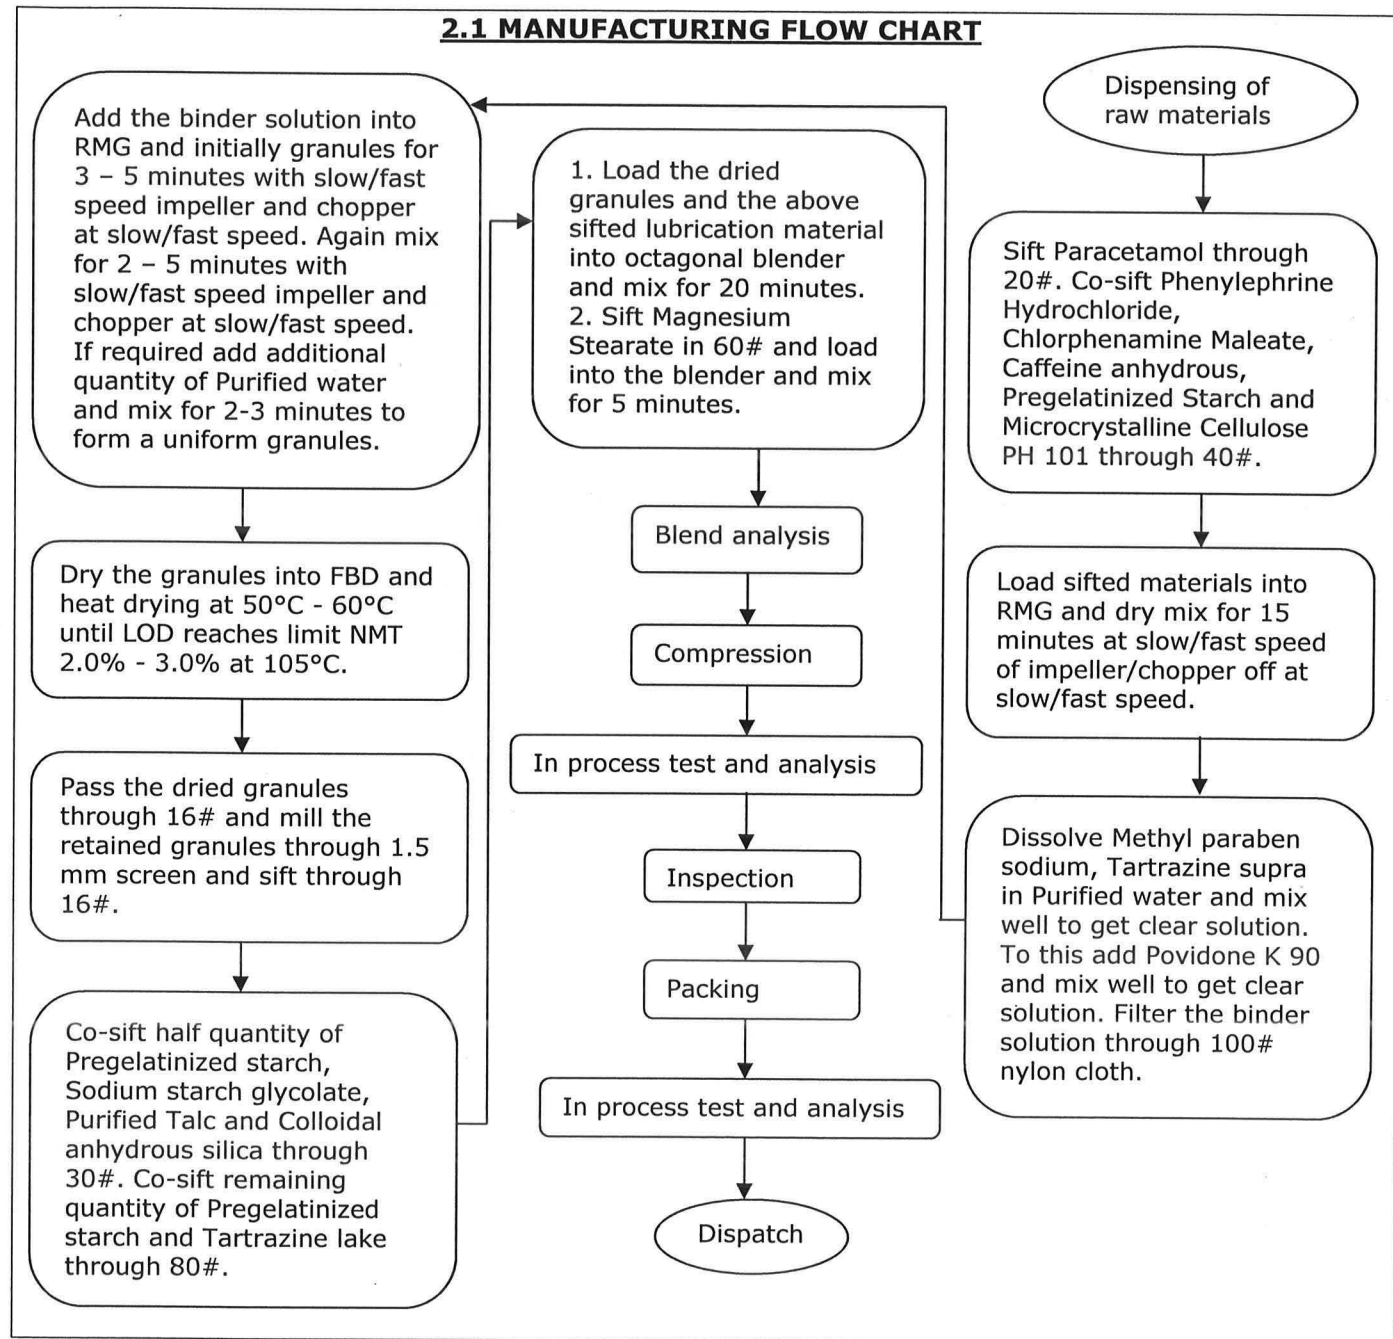 2.1 MANUFACTURING FLOW CHART
Dispensing of
raw materials
Sift Paracetamol through
20#. Co-sift Phenylephrine
Hydrochloride,
Chlorphenamine Maleate,
Caffeine anhydrous,
Pregelatinized Starch and
Microcrystalline Cellulose
PH 101 through 40#.
Load sifted materials into
RMG and dry mix for 15
minutes at slow/fast speed
of impeller/chopper off at
slow/fast speed.
Dissolve Methyl paraben
sodium, Tartrazine supra
in Purified water and mix
well to get clear solution.
To this add Povidone K 90
and mix well to get clear
solution. Filter the binder
solution through 100#
nylon cloth.
Add the binder solution into
RMG and initially granules for
3 – 5 minutes with slow/fast
speed impeller and chopper
at slow/fast speed. Again mix
for 2 – 5 minutes with
slow/fast speed impeller and
chopper at slow/fast speed.
If required add additional
quantity of Purified water
and mix for 2-3 minutes to
form a uniform granules.
Dry the granules into FBD and
heat drying at 50°C - 60°C
until LOD reaches limit NMT
2.0% - 3.0% at 105°C.
Pass the dried granules
through 16# and mill the
retained granules through 1.5
mm screen and sift through
16#.
Co-sift half quantity of
Pregelatinized starch,
Sodium starch glycolate,
Purified Talc and Colloidal
anhydrous silica through
30#. Co-sift remaining
quantity of Pregelatinized
starch and Tartrazine lake
through 80#.
1. Load the dried
granules and the above
sifted lubrication material
into octagonal blender
and mix for 20 minutes.
2. Sift Magnesium
Stearate in 60# and load
into the blender and mix
for 5 minutes.
Blend analysis
Compression
In process test and analysis
Inspection
Packing
In process test and analysis
Dispatch